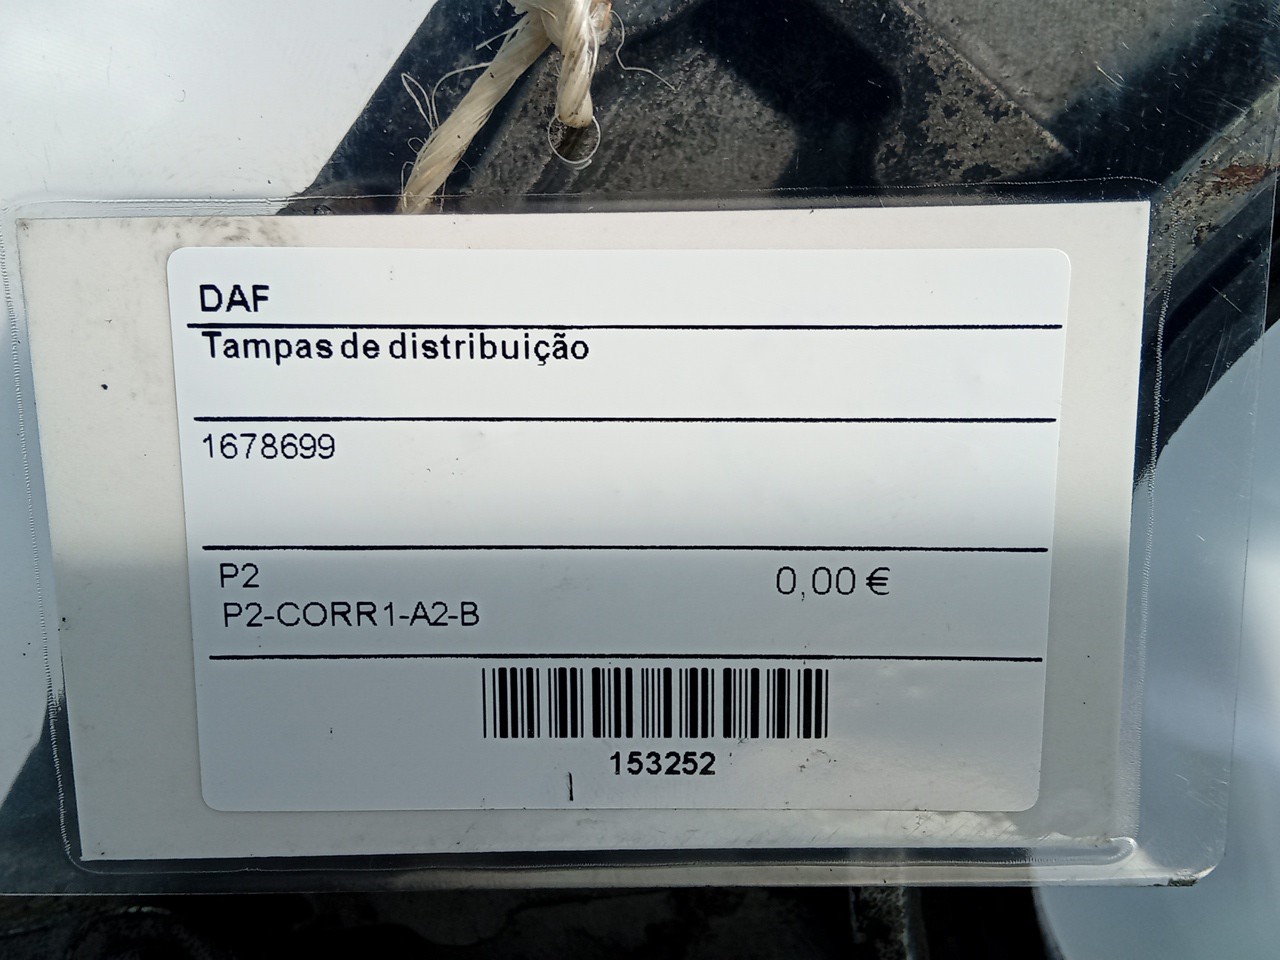 DAF
Tampas de distribuição
1678699
P2
0,00 €
P2-CORR1-A2-B
153252